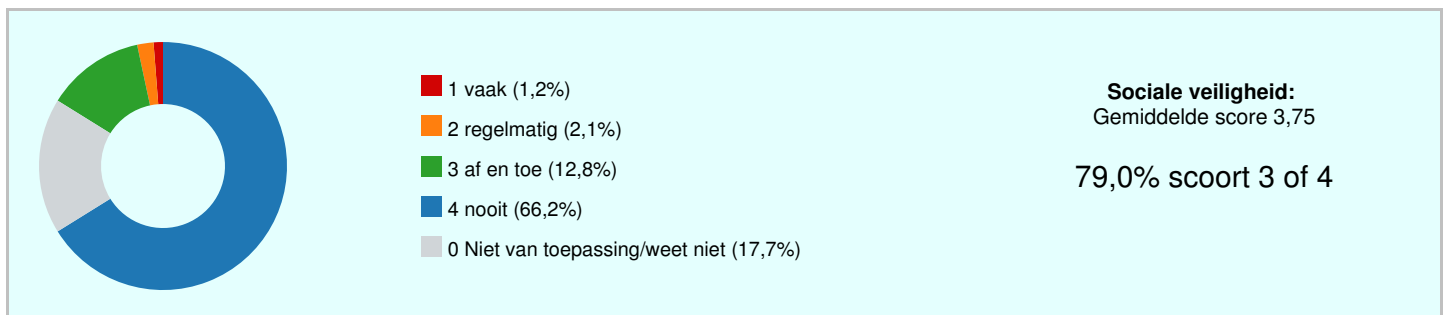 1 vaak (1,2%)
2 regelmatig (2,1%)
3 af en toe (12,8%)
4 nooit (66,2%)
0 Niet van toepassing/weet niet (17,7%)
Sociale veiligheid:
Gemiddelde score 3,75
79,0% scoort 3 of 4